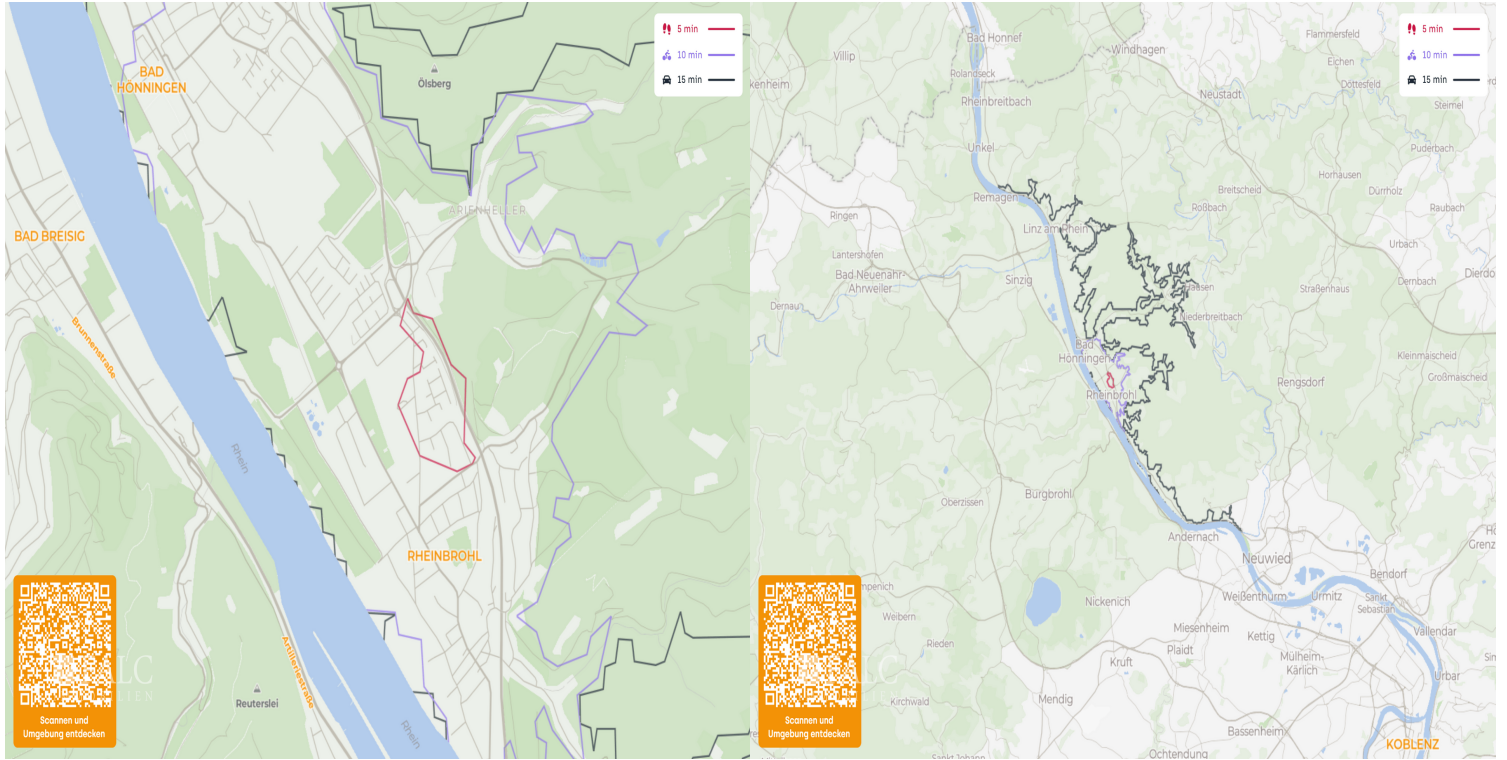 5 min
10 min
15 min
BAD
HÖNNINGEN
Ölsberg
ARIENHELLER
BAD BREISIG
Brunnenstraße
Rhein
RHEINBROHL
Artilleriestraße
Reuterslei
Rhein
Scannen und
Umgebung entdecken
5 min
10 min
15 min
Bad Honnef
Flammersfeld
Villip
Windhagen
Eichen
Rolandseck
Döttesfeld
Neustadt
Steimel
Rheinbreitbach
Unkel
Puderbach
Horhausen
Breitscheid
Dürrholz
Remagen
Roßbach
Raubach
Ringen
Linz am Rhein
Urbach
Lantershofen
Bad Neuenahr-
Ahrweiler
Sinzig
Dernbach
Straßenhaus
Dernau
Niederbreitbach
Bad
Hönningen
Kleinmaischeid
Großmaischeid
Rengsdorf
Rheinbrohl
Burgbrohl
Oberzissen
Andernach
Neuwied
Bendorf
Nickenich
Weißenthurm
Urmitz
Sankt
Sebastian
Weibern
Miesenheim
Vallendar
Kettig
Rieden
Plaidt
Mülheim-
Kärlich
Kruft
Urbar
Mendig
Kirchwald
Bassenheim
KOBLENZ
Ochtendung
Sankt Johann
Scannen und
Umgebung entdecken